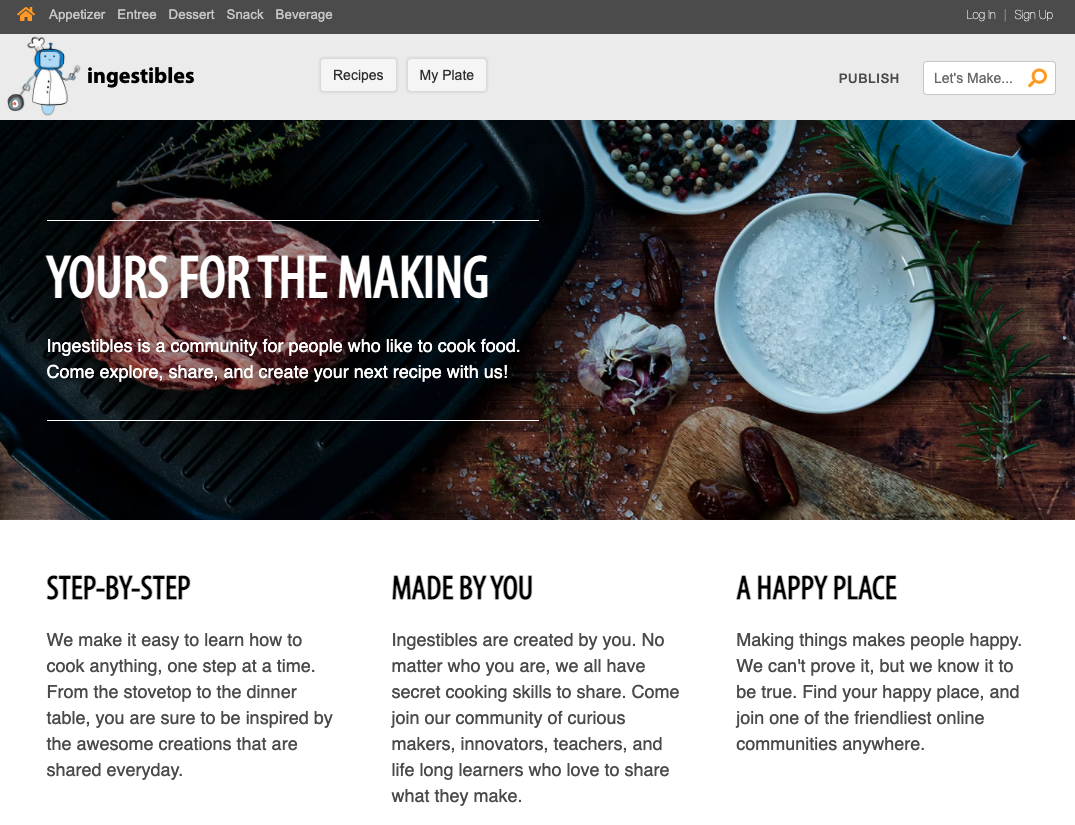 Appetizer Entree Dessert Snack Beverage Log In | Sign Up
ingestibles Recipes My Plate PUBLISH Let's Make...
YOURS FOR THE MAKING
Ingestibles is a community for people who like to cook food.
Come explore, share, and create your next recipe with us!
STEP-BY-STEP
We make it easy to learn how to
cook anything, one step at a time.
From the stovetop to the dinner
table, you are sure to be inspired by
the awesome creations that are
shared everyday.
MADE BY YOU
Ingestibles are created by you. No
matter who you are, we all have
secret cooking skills to share. Come
join our community of curious
makers, innovators, teachers, and
life long learners who love to share
what they make.
A HAPPY PLACE
Making things makes people happy.
We can't prove it, but we know it to
be true. Find your happy place, and
join one of the friendliest online
communities anywhere.